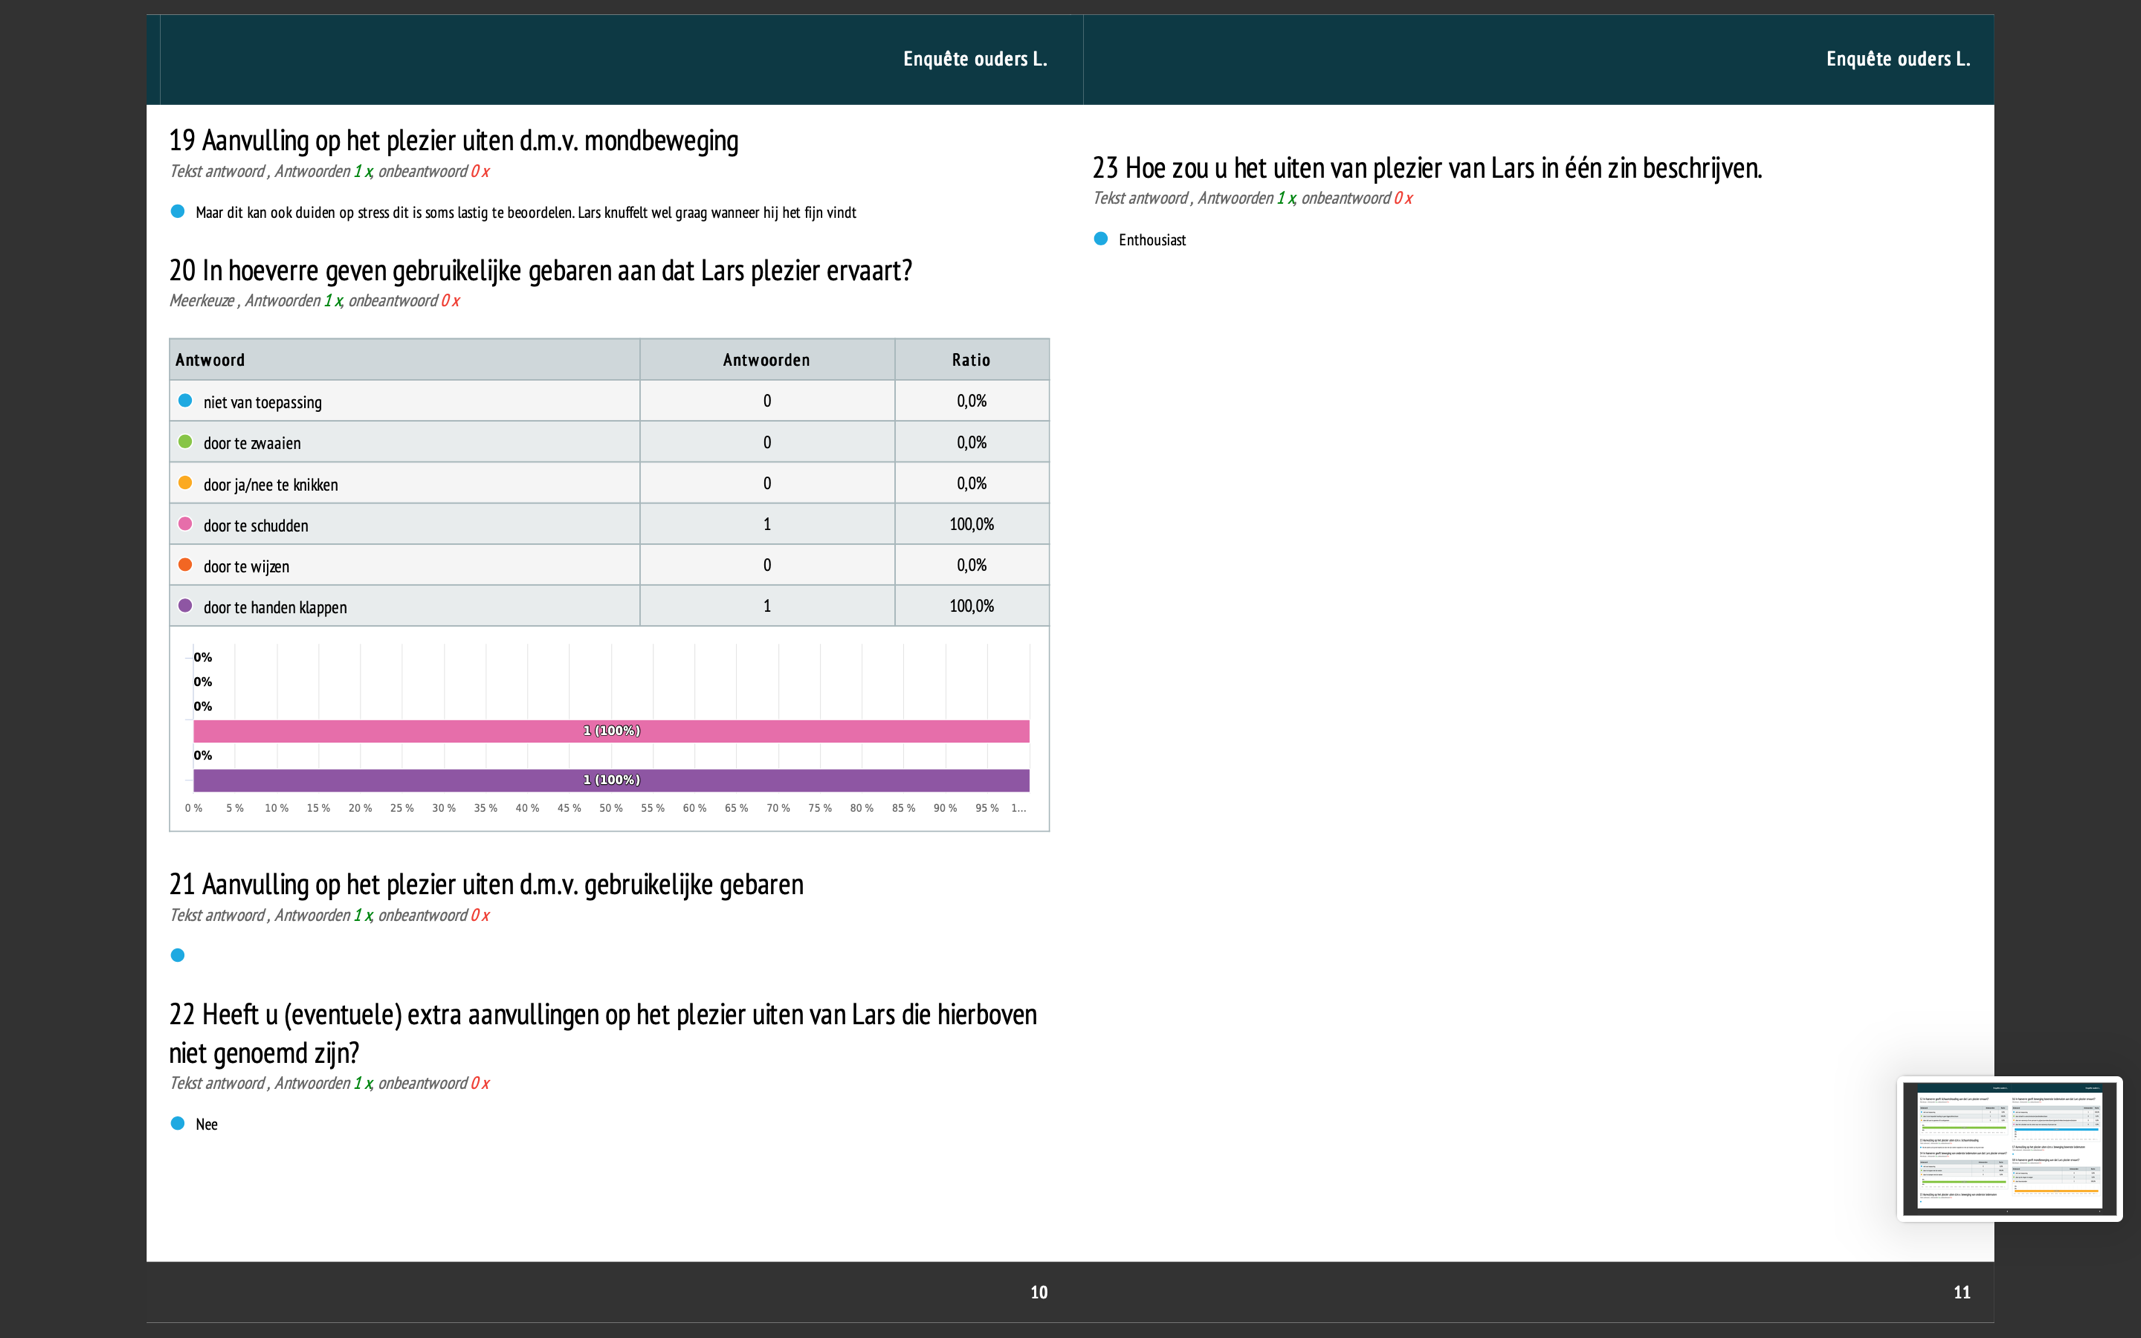 Enquête ouders L.
19 Aanvulling op het plezier uiten d.m.v. mondbeweging
Tekst antwoord , Antwoorden 1 x, onbeantwoord 0 x
Maar dit kan ook duiden op stress dit is soms lastig te beoordelen. Lars knuffelt wel graag wanneer hij het fijn vindt
20 In hoeverre geven gebruikelijke gebaren aan dat Lars plezier ervaart?
Meerkeuze , Antwoorden 1 x, onbeantwoord 0 x
Antwoord Antwoorden Ratio
niet van toepassing 0 0,0%
door te zwaaien 0 0,0%
door ja/nee te knikken 0 0,0%
door te schudden 1 100,0%
door te wijzen 0 0,0%
door te handen klappen 1 100,0%
0%
0%
0%
1 (100%)
0%
1 (100%)
0 % 5 % 10 % 15 % 20 % 25 % 30 % 35 % 40 % 45 % 50 % 55 % 60 % 65 % 70 % 75 % 80 % 85 % 90 % 95 % 1...
21 Aanvulling op het plezier uiten d.m.v. gebruikelijke gebaren
Tekst antwoord , Antwoorden 1 x, onbeantwoord 0 x
22 Heeft u (eventuele) extra aanvullingen op het plezier uiten van Lars die hierboven
niet genoemd zijn?
Tekst antwoord , Antwoorden 1 x, onbeantwoord 0 x
Nee
10
Enquête ouders L.
23 Hoe zou u het uiten van plezier van Lars in één zin beschrijven.
Tekst antwoord , Antwoorden 1 x, onbeantwoord 0 x
Enthousiast
11